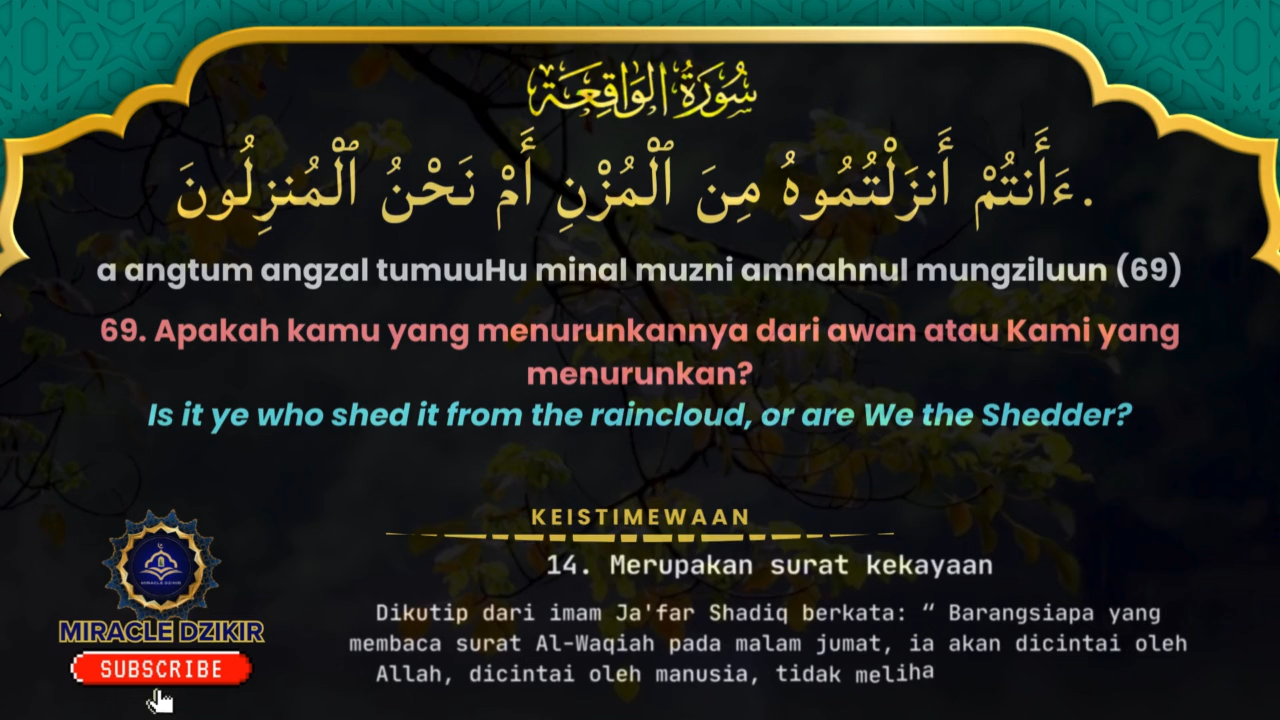 سُورَةُ الوَاقِعَة
ءَأَنتُمْ أَنزَلْتُمُوهُ مِنَ ٱلْمُزْنِ أَمْ نَحْنُ ٱلْمُنزِلُونَ.
a angtum angzal tumuuHu minal muzni amnahnul mungziluun (69)
69. Apakah kamu yang menurunkannya dari awan atau Kami yang
menurunkan?
Is it ye who shed it from the raincloud, or are We the Shedder?
KEISTIMEWAAN
14. Merupakan surat kekayaan
Dikutip dari imam Ja'far Shadiq berkata: “ Barangsiapa yang
membaca surat Al-Waqiah pada malam jumat, ia akan dicintai oleh
Allah, dicintai oleh manusia, tidak meliha
MIRACLE DZIKIR
MIRACLE DZIKIR
SUBSCRIBE